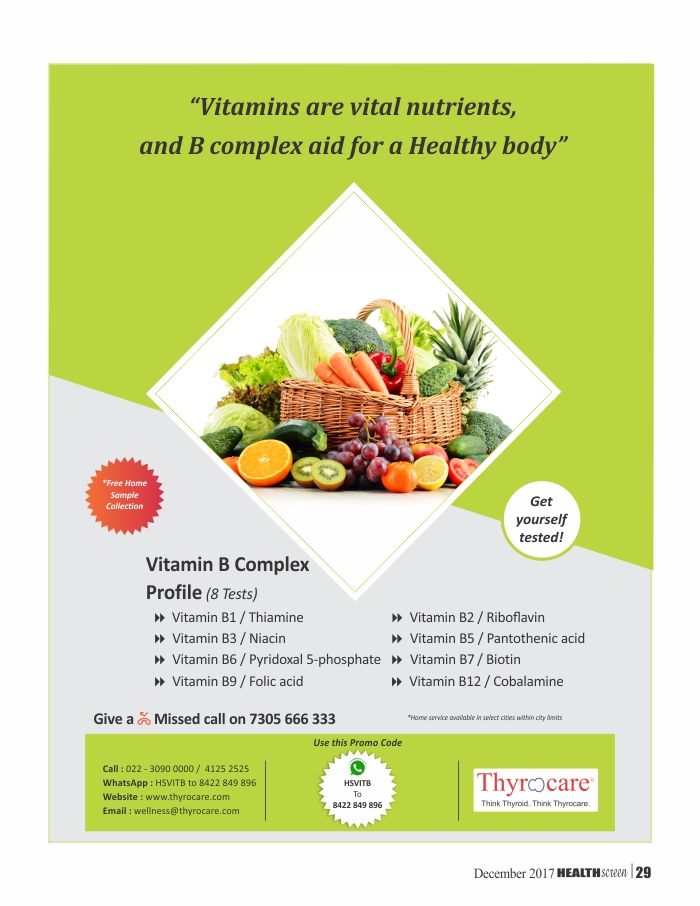 “Vitamins are vital nutrients,
and B complex aid for a Healthy body”
*Free Home
Sample
Collection
Get
yourself
tested!
Vitamin B Complex
Profile (8 Tests)
Vitamin B1 / Thiamine
Vitamin B2 / Riboflavin
Vitamin B3 / Niacin
Vitamin B5 / Pantothenic acid
Vitamin B6 / Pyridoxal 5-phosphate
Vitamin B7 / Biotin
Vitamin B9 / Folic acid
Vitamin B12 / Cobalamine
Give a Missed call on 7305 666 333
*Home service available in select cities within city limits
Use this Promo Code
Call : 022 - 3090 0000 / 4125 2525
WhatsApp : HSVITB to 8422 849 896
Website : www.thyrocare.com
Email : wellness@thyrocare.com
HSVITB
To
8422 849 896
Thyrocare®
Think Thyroid. Think Thyrocare.
December 2017 HEALTHscreen 29